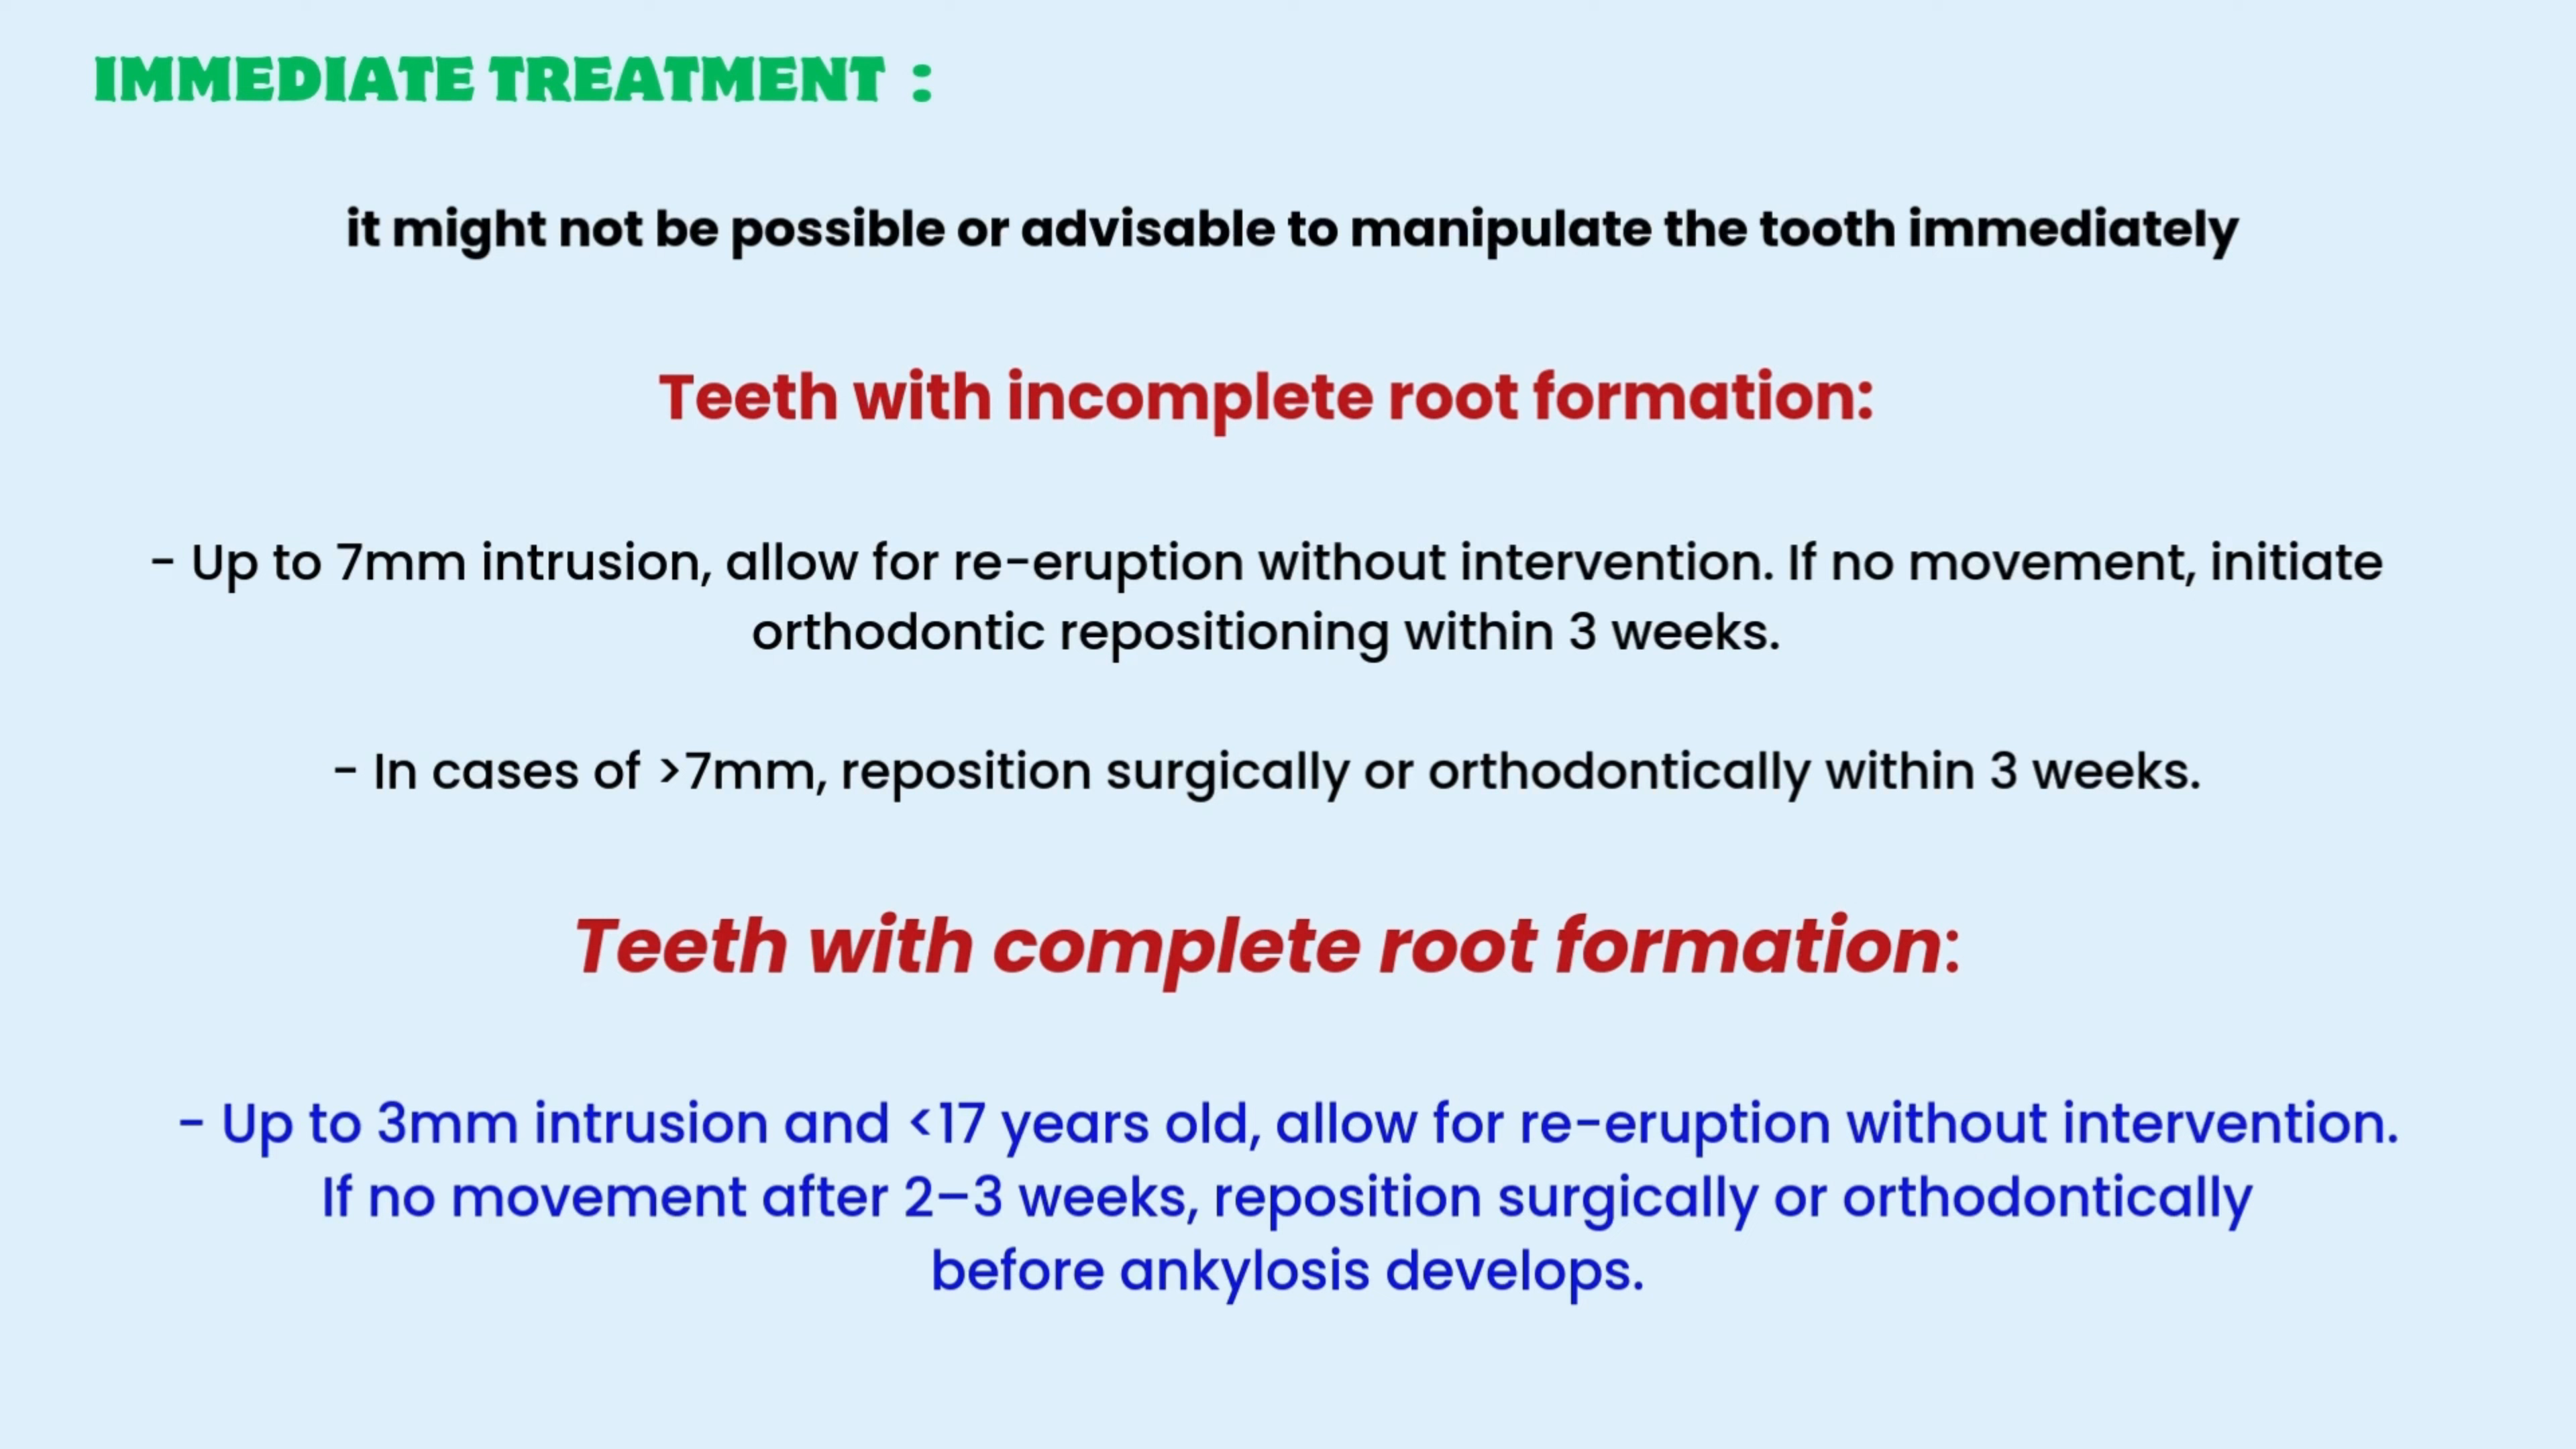 IMMEDIATE TREATMENT :
it might not be possible or advisable to manipulate the tooth immediately
Teeth with incomplete root formation:
- Up to 7mm intrusion, allow for re-eruption without intervention. If no movement, initiate
orthodontic repositioning within 3 weeks.
- In cases of >7mm, reposition surgically or orthodontically within 3 weeks.
Teeth with complete root formation:
- Up to 3mm intrusion and <17 years old, allow for re-eruption without intervention.
If no movement after 2–3 weeks, reposition surgically or orthodontically
before ankylosis develops.